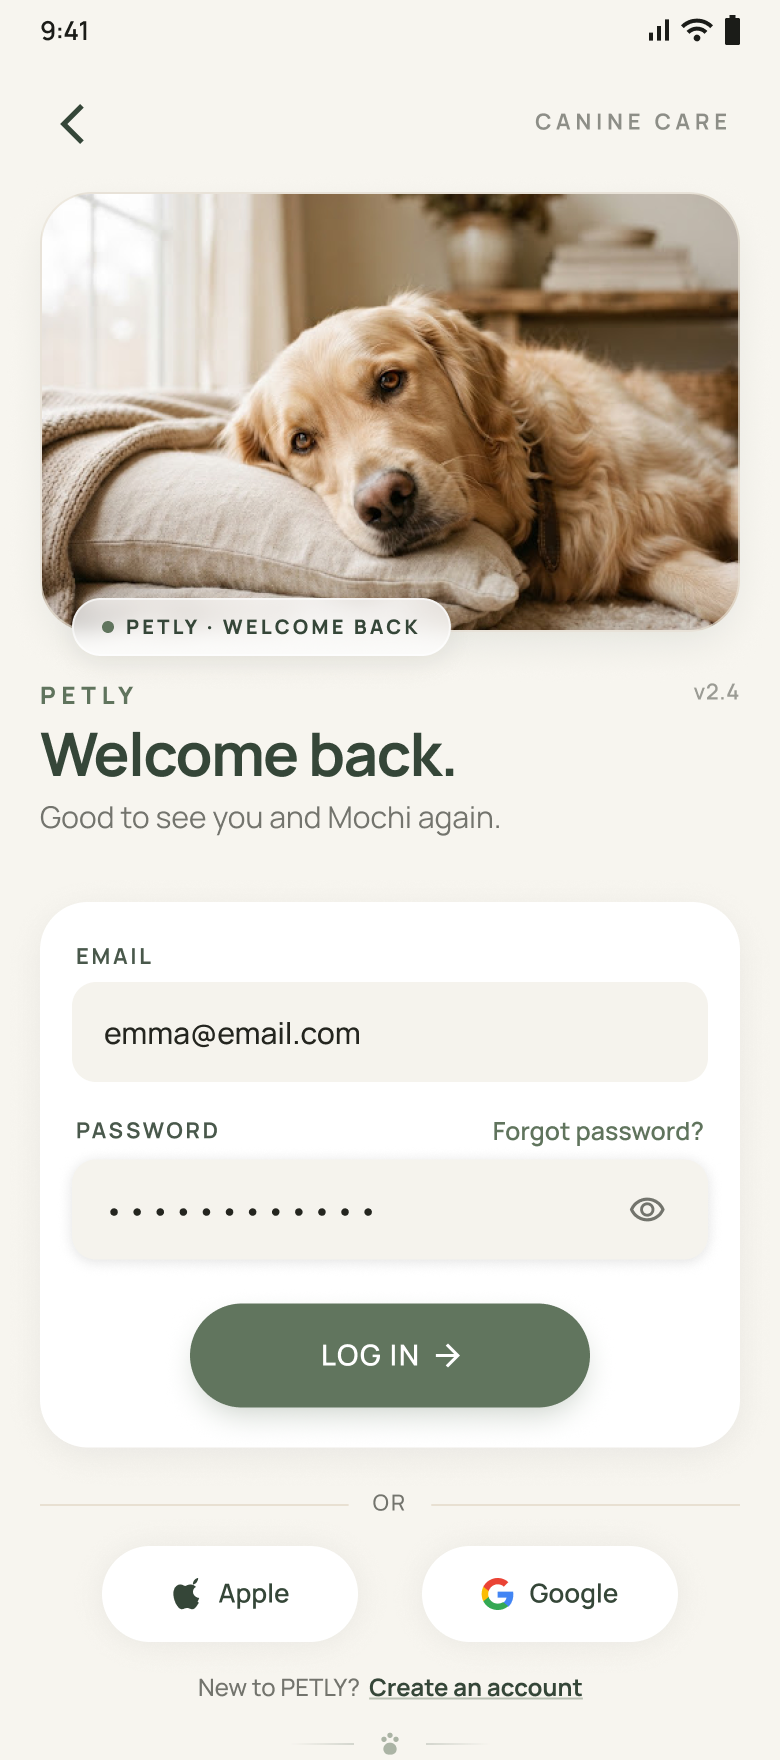 9:41
CANINE CARE
PETLY · WELCOME BACK
PETLY
v2.4
Welcome back.
Good to see you and Mochi again.
EMAIL
emma@email.com
PASSWORD
Forgot password?
• • • • • • • • • • • •
LOG IN →
OR
Apple
Google
New to PETLY? Create an account